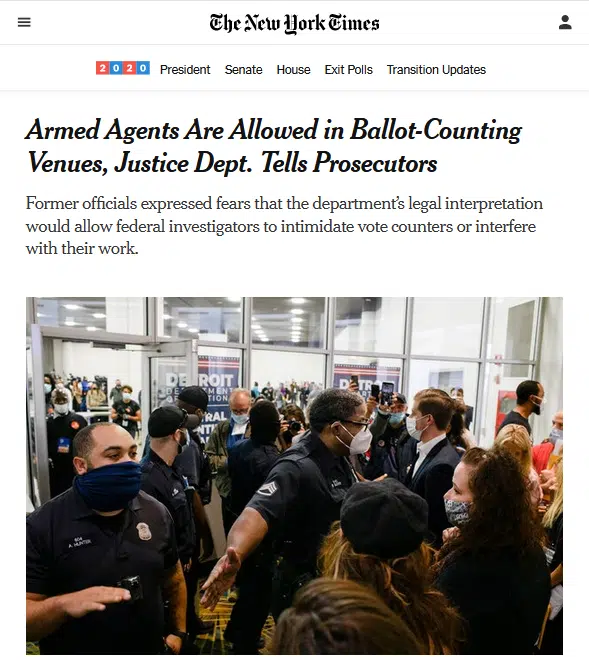 The New York Times
2020 President Senate House Exit Polls Transition Updates
Armed Agents Are Allowed in Ballot-Counting
Venues, Justice Dept. Tells Prosecutors
Former officials expressed fears that the department's legal interpretation
would allow federal investigators to intimidate vote counters or interfere
with their work.
DETROIT
DEPARTMENT
A. HUNTER